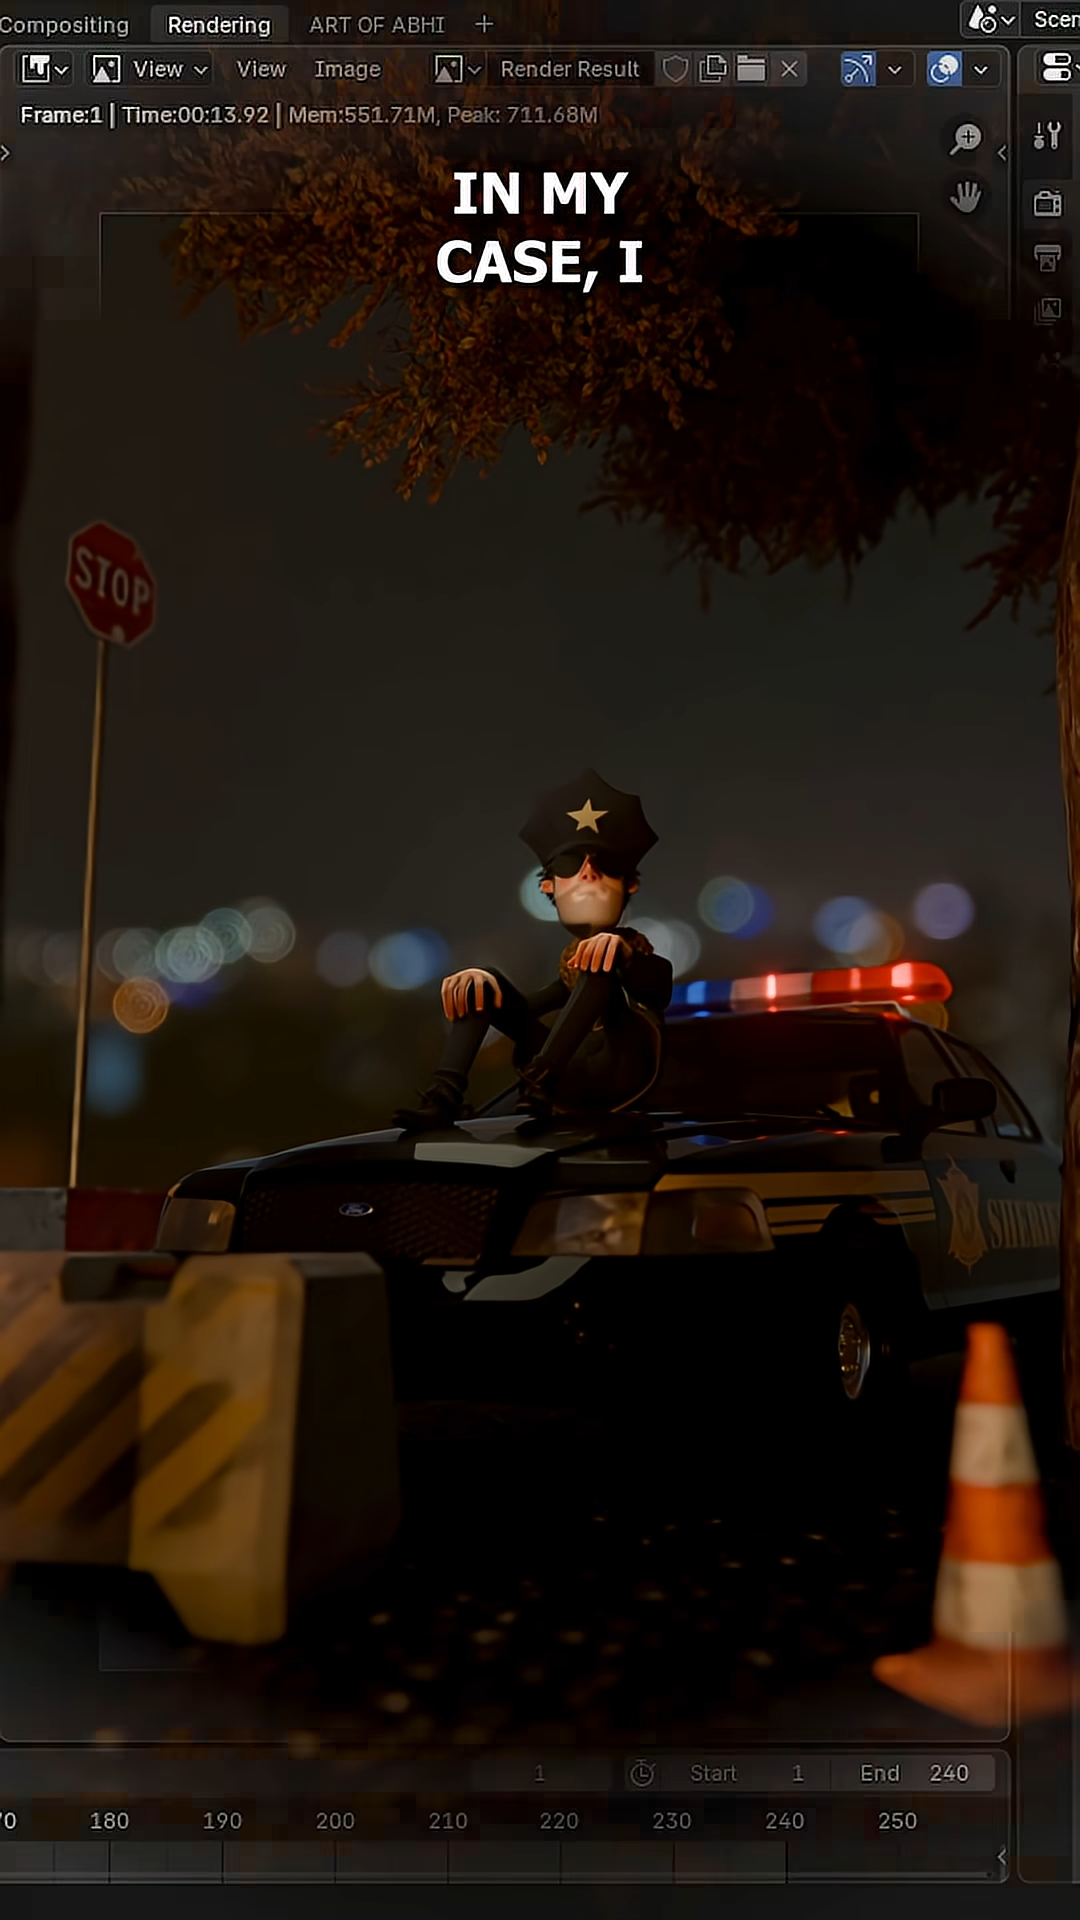 Compositing Rendering ART OF ABHI +
View View Image Render Result
Frame:1 | Time:00:13.92 | Mem:551.71M, Peak: 711.68M
IN MY
CASE, I
STOP
Ford
1 Start 1 End 240
180 190 200 210 220 230 240 250